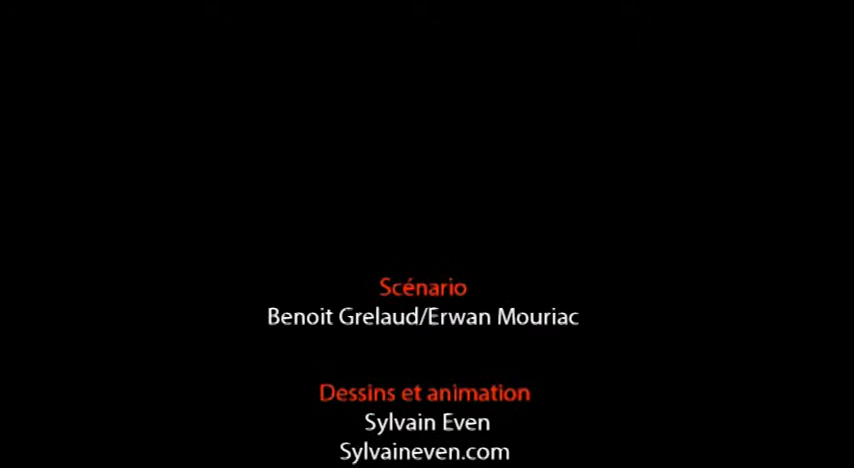 Scénario
Benoit Grelaud/Erwan Mouriac
Dessins et animation
Sylvain Even
Sylvaineven.com